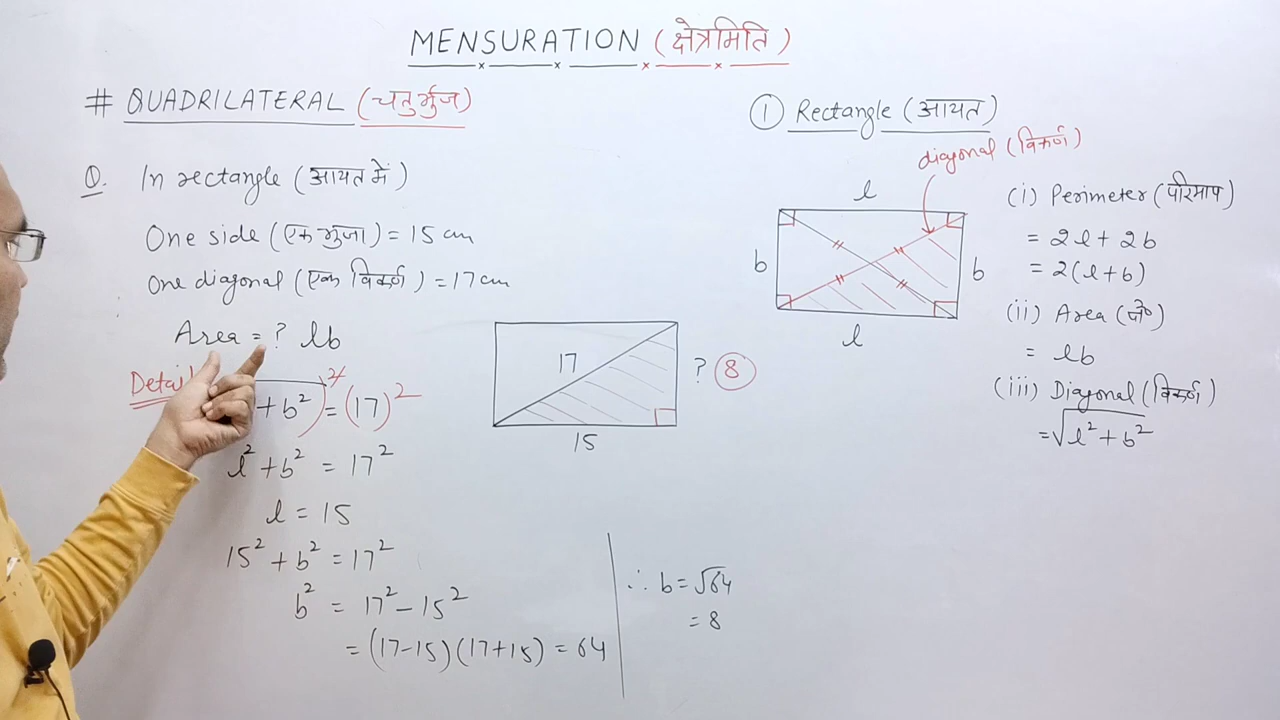 MENSURATION (क्षेत्रमिति)
# QUADRILATERAL (चतुर्भुज)
Q. In rectangle (आयत में)
One side (एक भुजा) = 15 cm
One diagonal (एक विकर्ण) = 17 cm
Area = ? lb
Detail
+ b²)² = (17)²
l² + b² = 17²
l = 15
15² + b² = 17²
b² = 17² - 15²
= (17-15) (17+15) = 64
∴ b = √64
= 8
17
15
? 8
① Rectangle (आयत)
diagonal (विकर्ण)
l
b
b
l
(i) Perimeter (परिमाप)
= 2l + 2b
= 2(l+b)
(ii) Area (क्षे०)
= lb
(iii) Diagonal (विकर्ण)
= √l² + b²